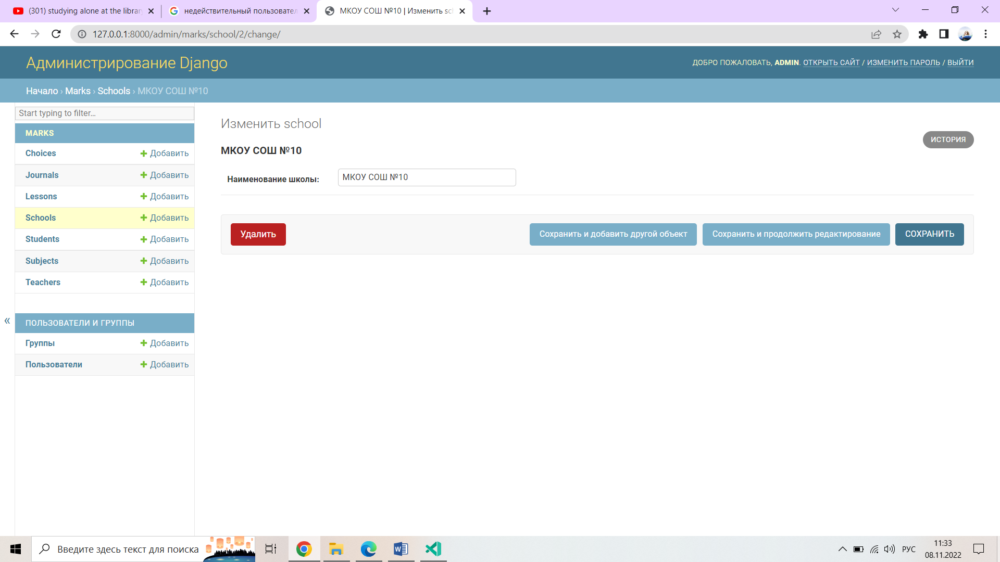 (301) studying alone at the librar
недействительный пользовател
МКОУ СОШ №10 | Изменить sc
127.0.0.1:8000/admin/marks/school/2/change/
Администрирование Django
ДОБРО ПОЖАЛОВАТЬ, ADMIN. ОТКРЫТЬ САЙТ / ИЗМЕНИТЬ ПАРОЛЬ / ВЫЙТИ
Начало › Marks › Schools › МКОУ СОШ №10
Start typing to filter...
MARKS
Choices Добавить
Journals Добавить
Lessons Добавить
Schools Добавить
Students Добавить
Subjects Добавить
Teachers Добавить
«
ПОЛЬЗОВАТЕЛИ И ГРУППЫ
Группы Добавить
Пользователи Добавить
Изменить school
ИСТОРИЯ
МКОУ СОШ №10
Наименование школы: МКОУ СОШ №10
Удалить
Сохранить и добавить другой объект
Сохранить и продолжить редактирование
СОХРАНИТЬ
Введите здесь текст для поиска
РУС
11:33
08.11.2022